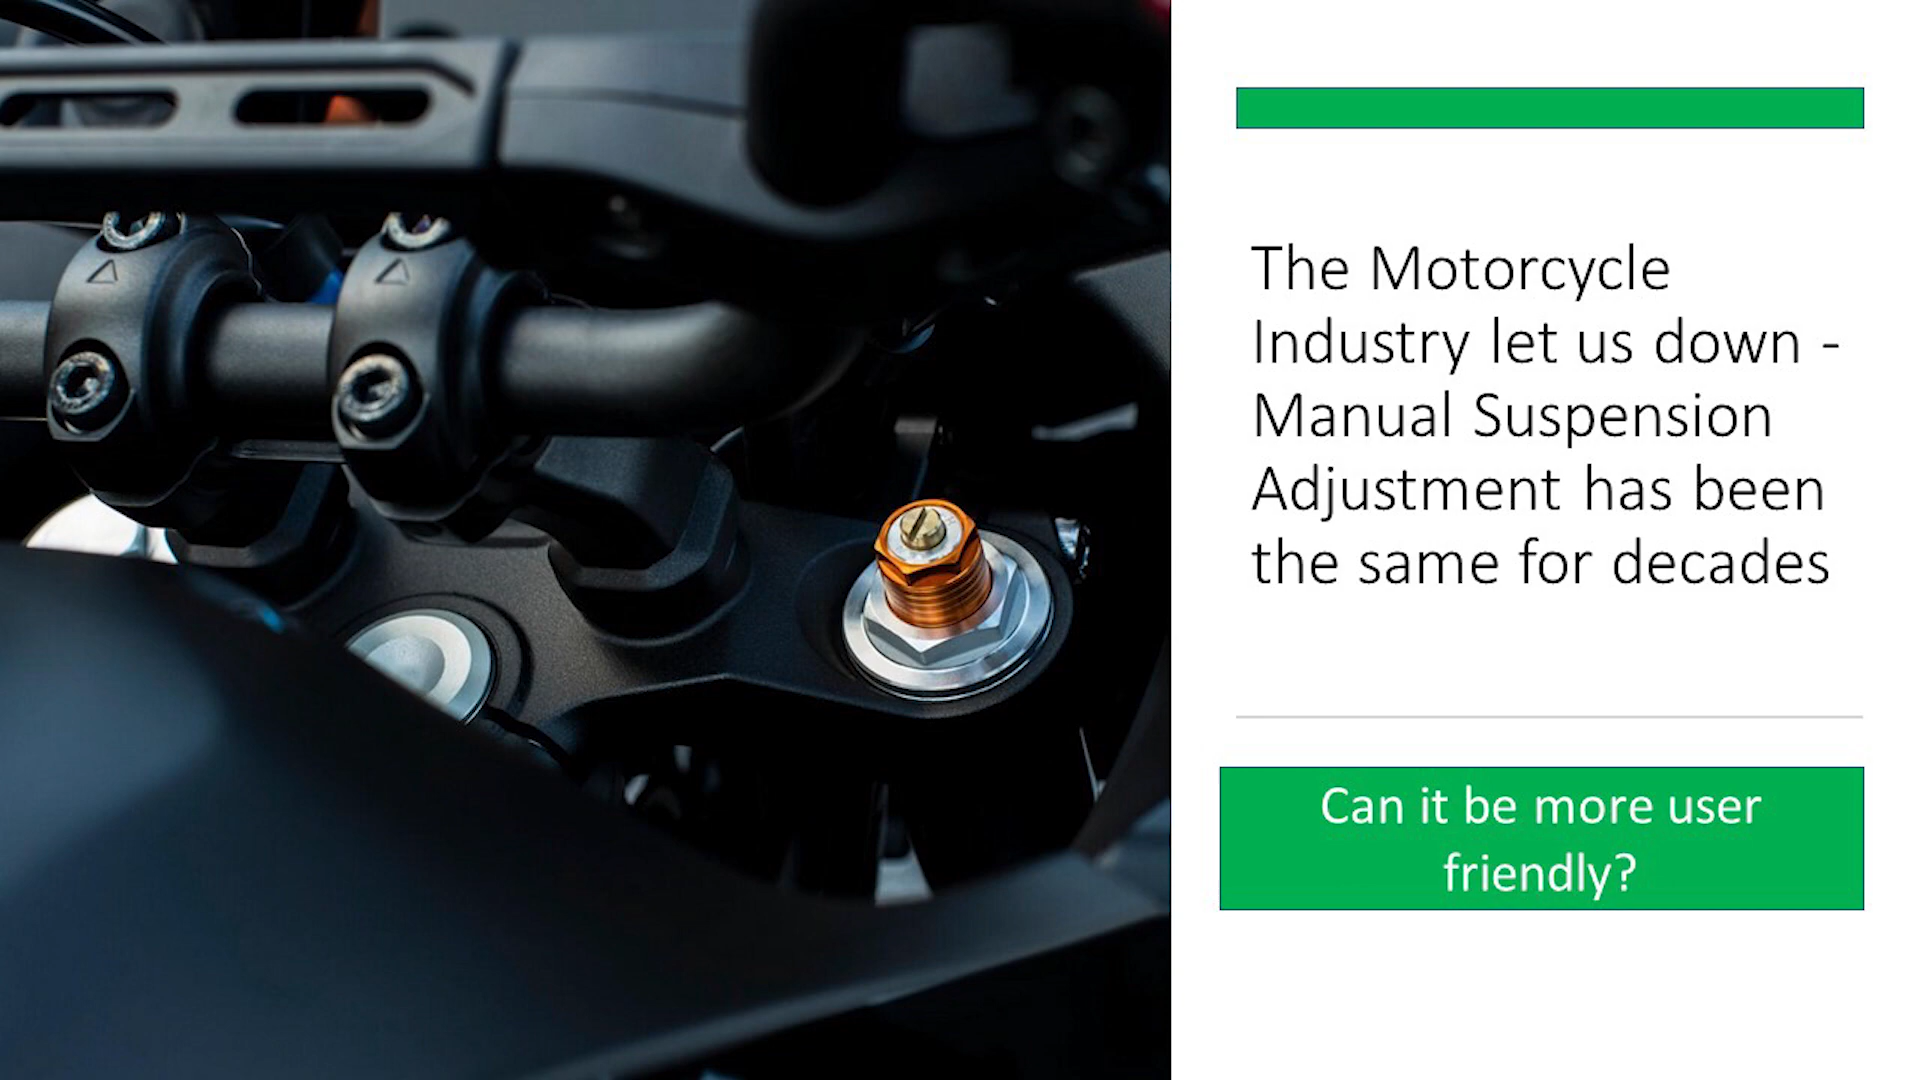 The Motorcycle
Industry let us down -
Manual Suspension
Adjustment has been
the same for decades
Can it be more user
friendly?